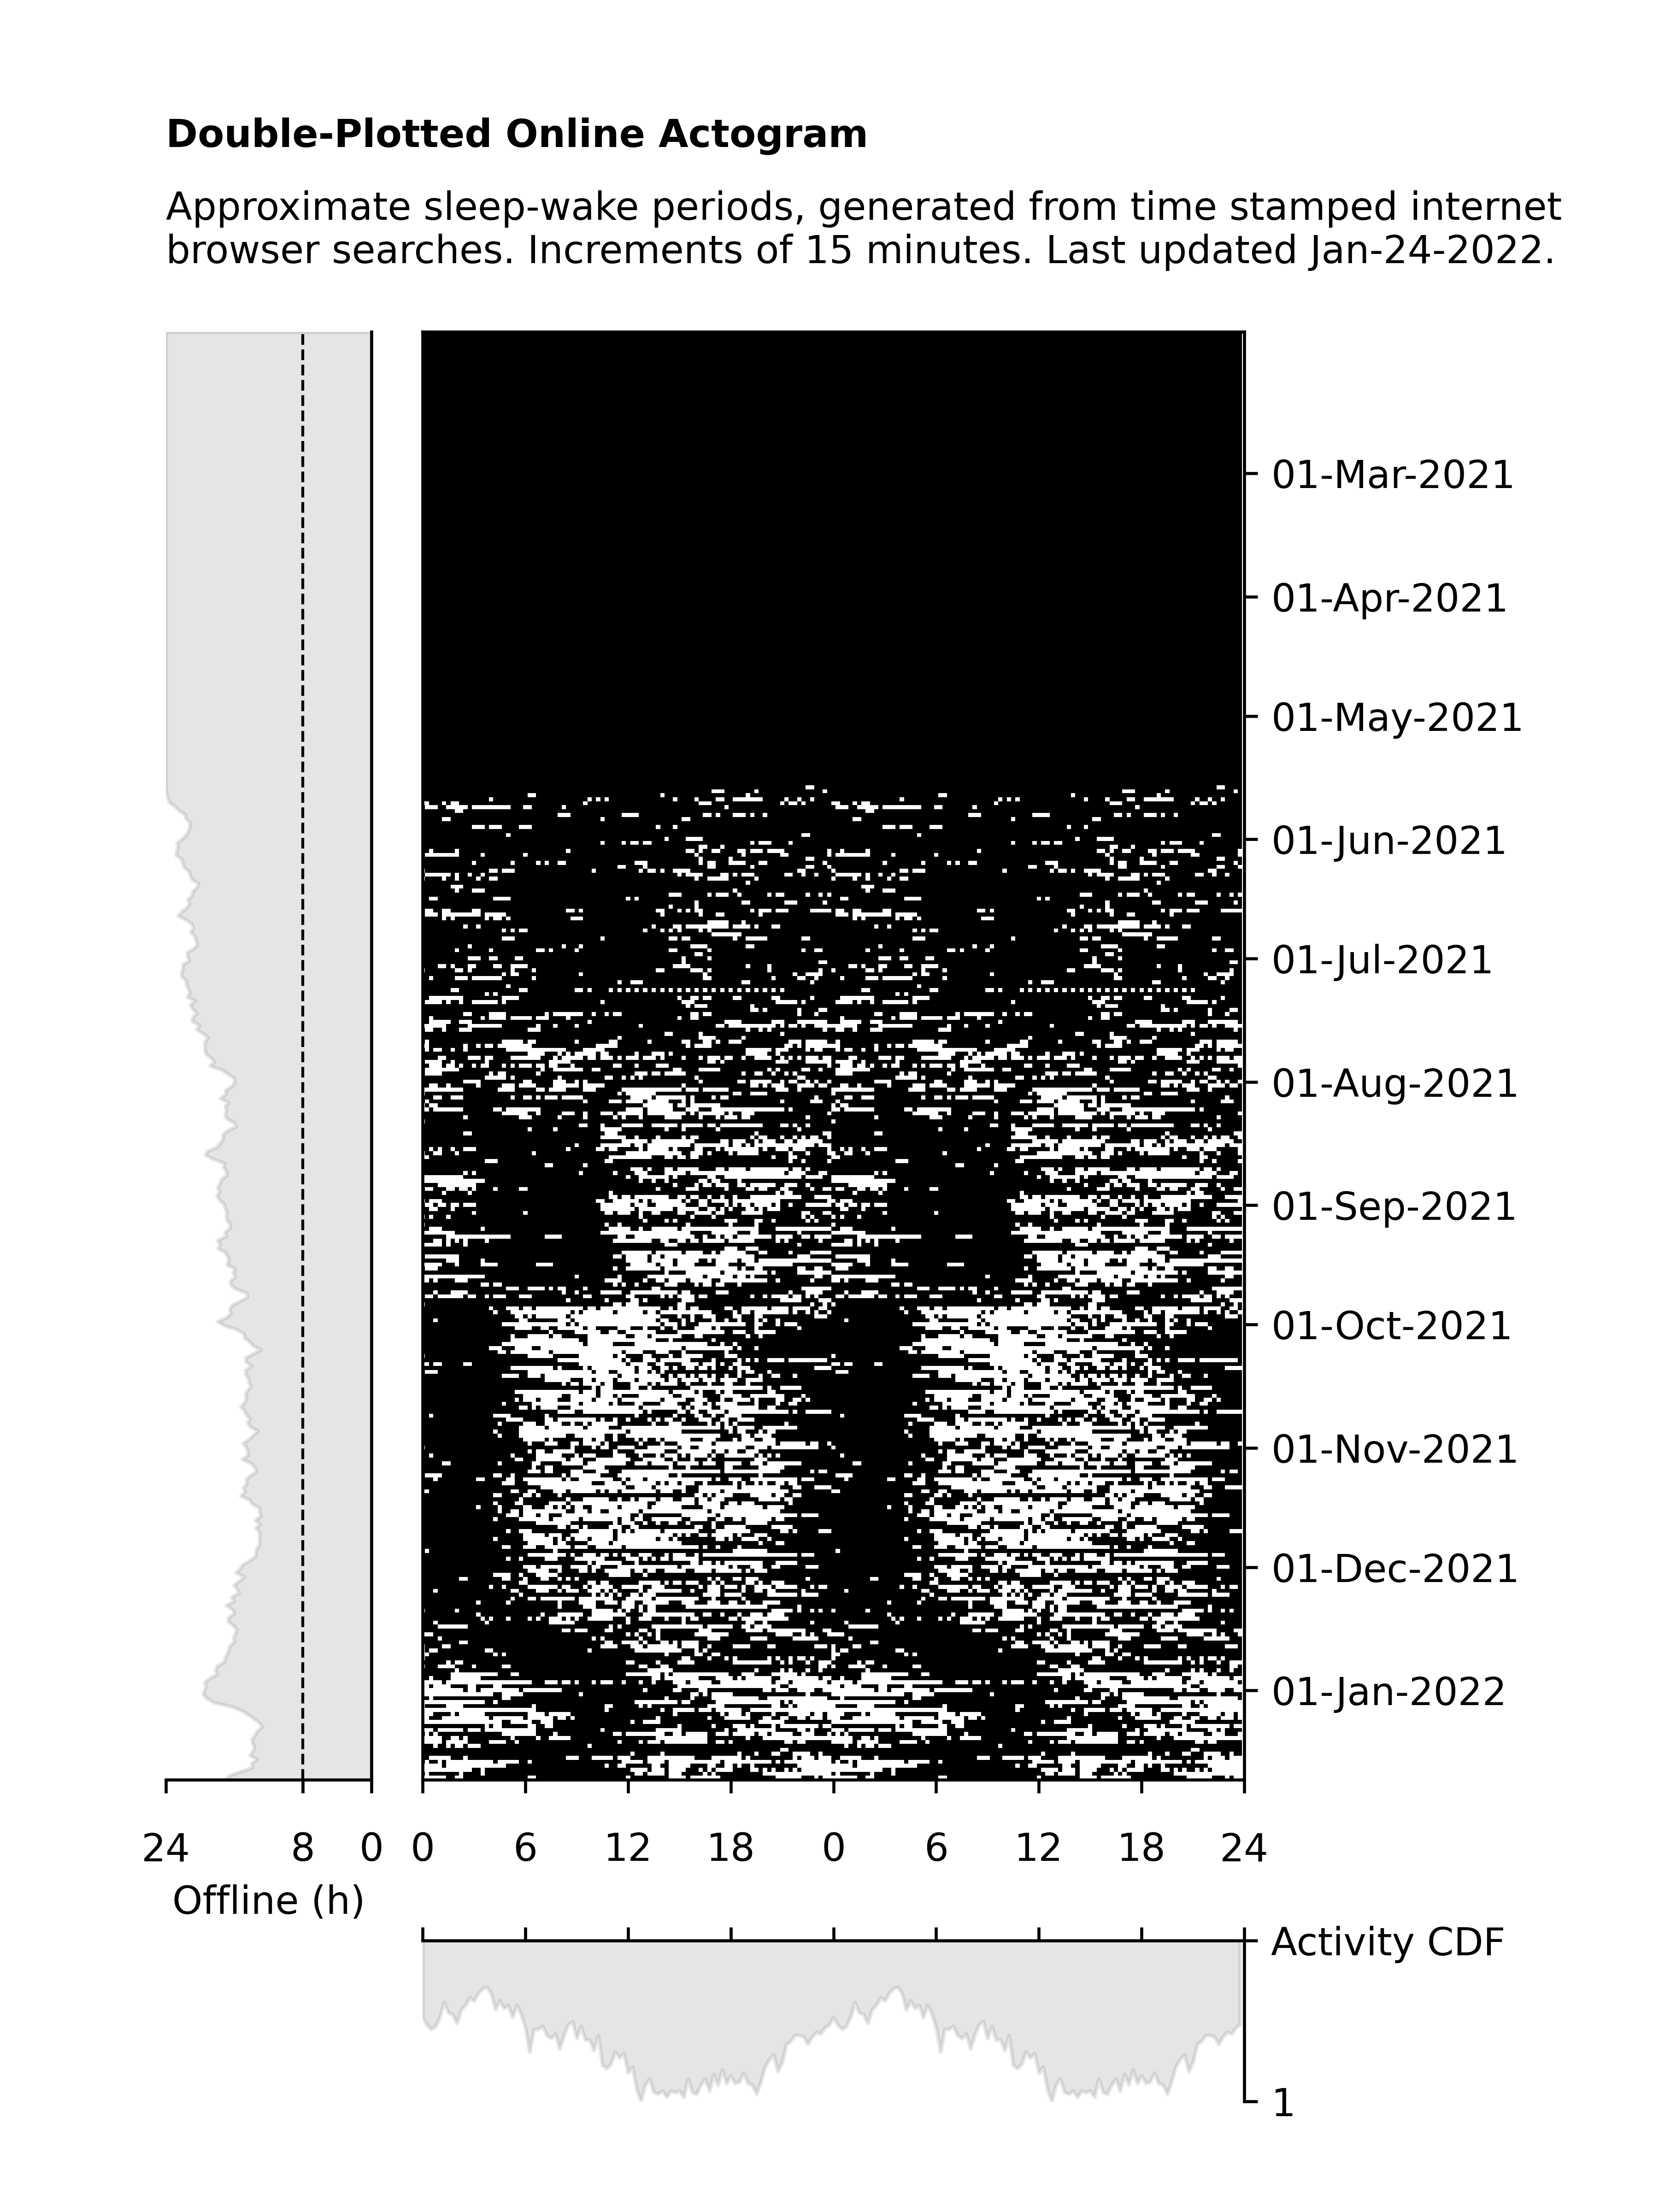 Double-Plotted Online Actogram
Approximate sleep-wake periods, generated from time stamped internet
browser searches. Increments of 15 minutes. Last updated Jan-24-2022.
01-Mar-2021
01-Apr-2021
01-May-2021
01-Jun-2021
01-Jul-2021
01-Aug-2021
01-Sep-2021
01-Oct-2021
01-Nov-2021
01-Dec-2021
01-Jan-2022
24 8 0 0 6 12 18 0 6 12 18 24
Offline (h)
Activity CDF
1